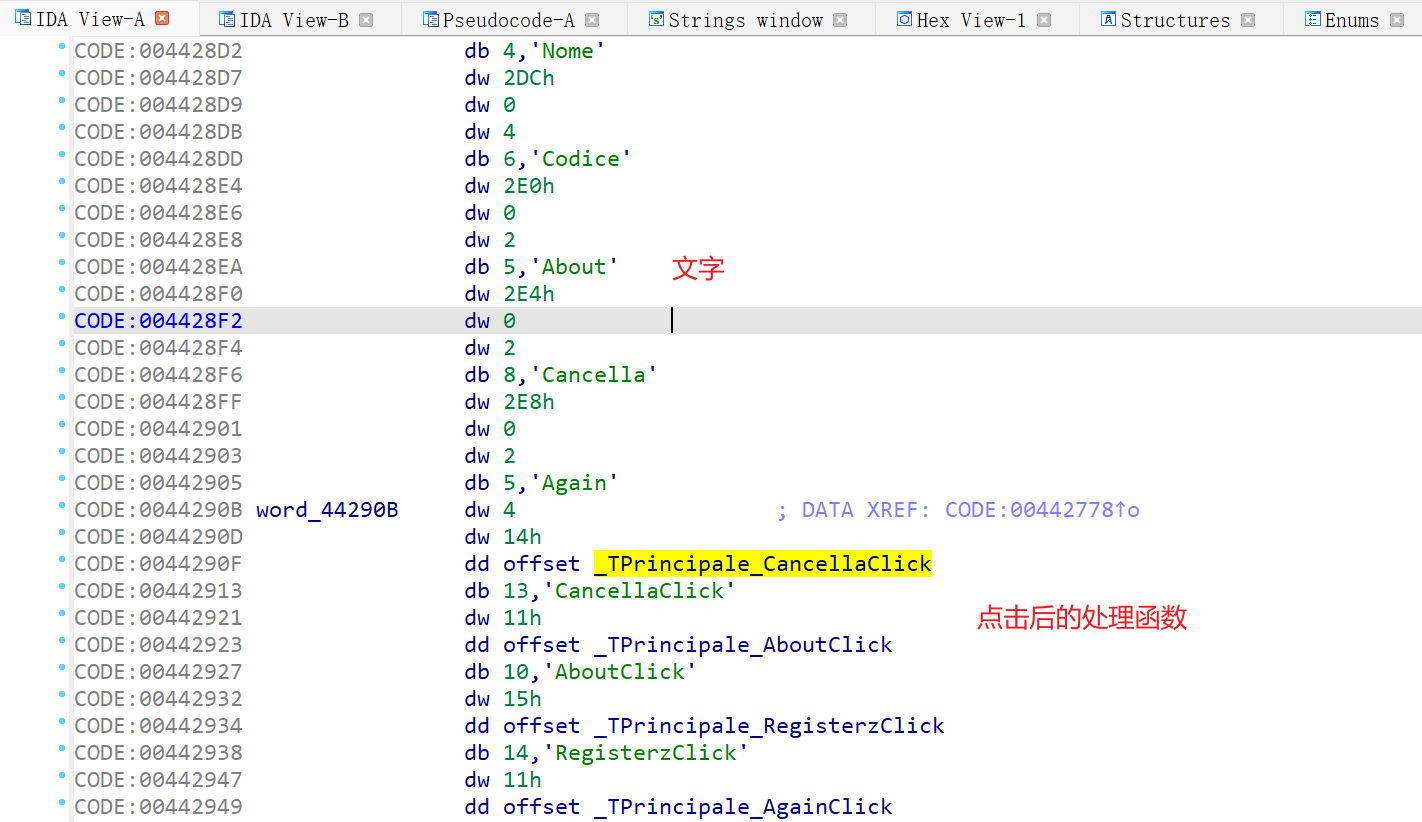 IDA View-A IDA View-B Pseudocode-A Strings window Hex View-1 Structures Enums
CODE:004428D2 db 4,'Nome'
CODE:004428D7 dw 2DCh
CODE:004428D9 dw 0
CODE:004428DB dw 4
CODE:004428DD db 6,'Codice'
CODE:004428E4 dw 2E0h
CODE:004428E6 dw 0
CODE:004428E8 dw 2
CODE:004428EA db 5,'About' 文字
CODE:004428F0 dw 2E4h
CODE:004428F2 dw 0
CODE:004428F4 dw 2
CODE:004428F6 db 8,'Cancella'
CODE:004428FF dw 2E8h
CODE:00442901 dw 0
CODE:00442903 dw 2
CODE:00442905 db 5,'Again'
CODE:0044290B word_44290B dw 4 ; DATA XREF: CODE:00442778↑o
CODE:0044290D dw 14h
CODE:0044290F dd offset _TPrincipale_CancellaClick
CODE:00442913 db 13,'CancellaClick'
CODE:00442921 dw 11h 点击后的处理函数
CODE:00442923 dd offset _TPrincipale_AboutClick
CODE:00442927 db 10,'AboutClick'
CODE:00442932 dw 15h
CODE:00442934 dd offset _TPrincipale_RegisterzClick
CODE:00442938 db 14,'RegisterzClick'
CODE:00442947 dw 11h
CODE:00442949 dd offset _TPrincipale_AgainClick